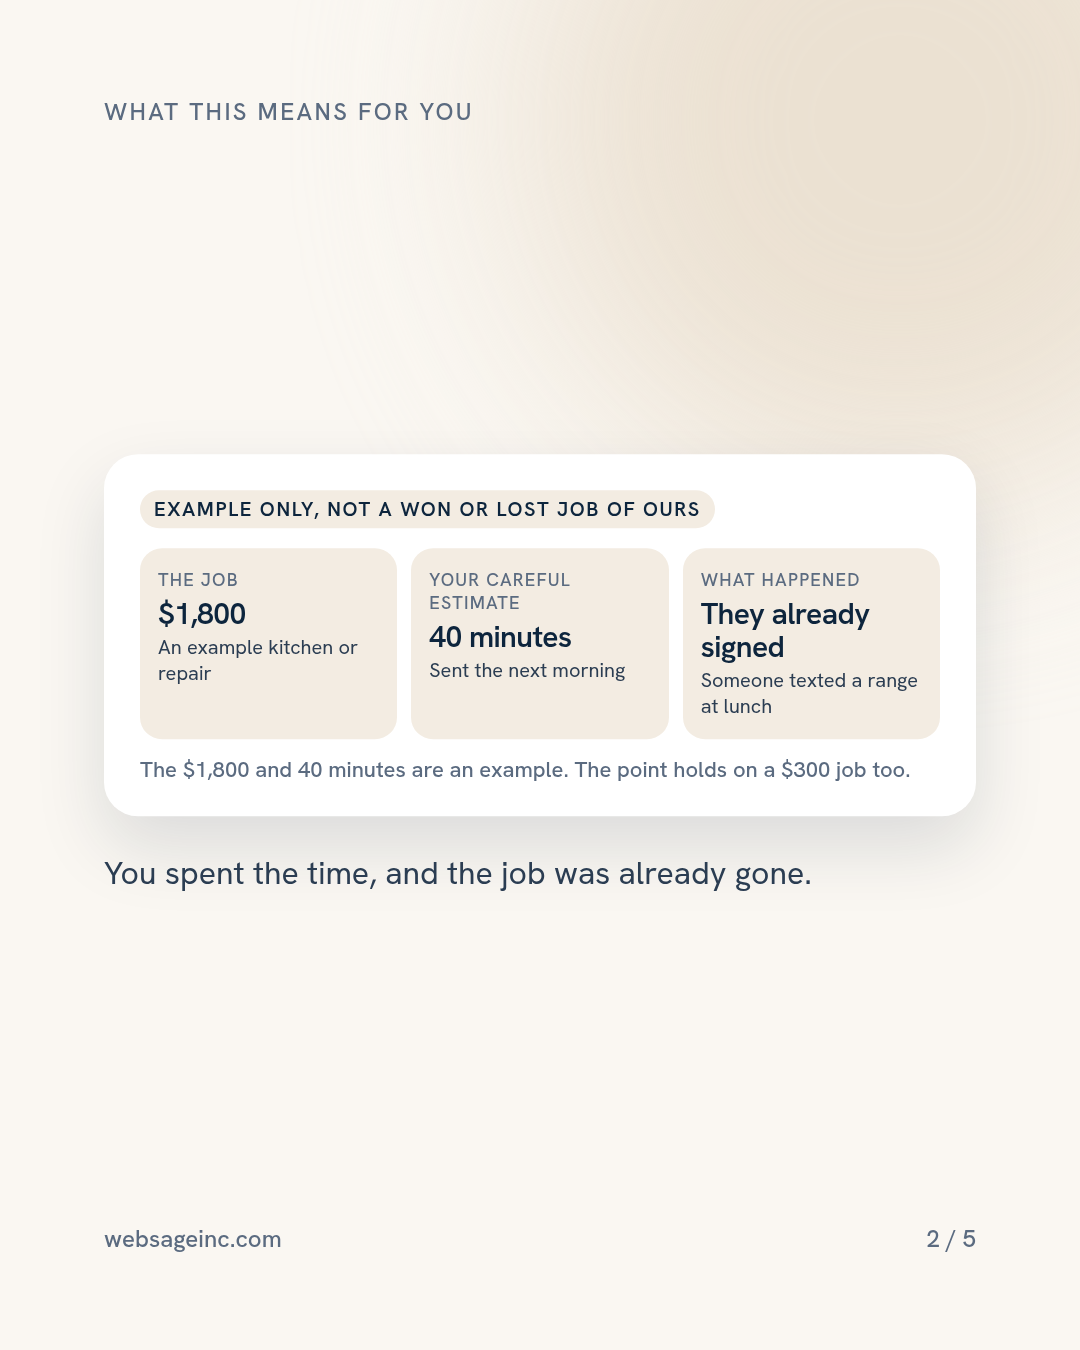 WHAT THIS MEANS FOR YOU
EXAMPLE ONLY, NOT A WON OR LOST JOB OF OURS
THE JOB
$1,800
An example kitchen or
repair
YOUR CAREFUL
ESTIMATE
40 minutes
Sent the next morning
WHAT HAPPENED
They already
signed
Someone texted a range
at lunch
The $1,800 and 40 minutes are an example. The point holds on a $300 job too.
You spent the time, and the job was already gone.
websageinc.com
2 / 5